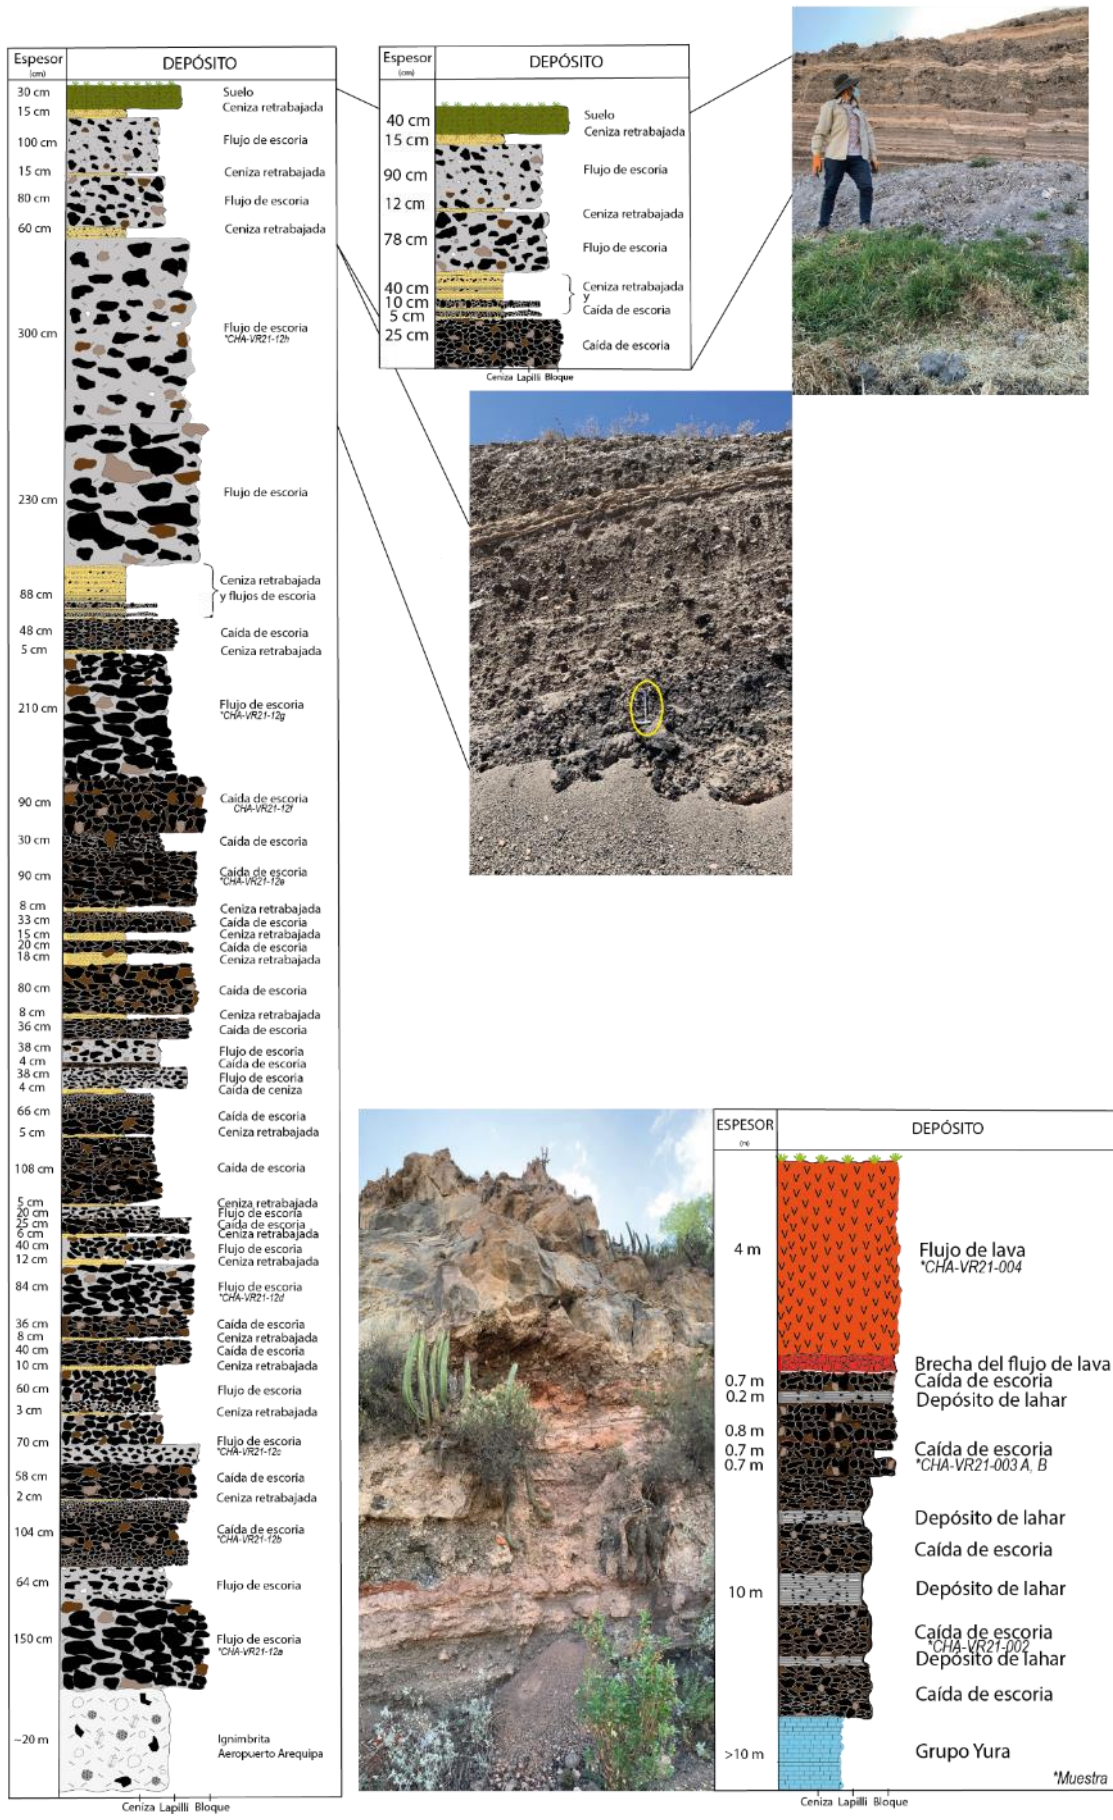 Espesor
(cm)
DEPÓSITO
30 cm
Suelo
15 cm
Ceniza retrabajada
100 cm
Flujo de escoria
15 cm
Ceniza retrabajada
80 cm
Flujo de escoria
60 cm
Ceniza retrabajada
300 cm
Flujo de escoria
*CHA-VR21-12h
230 cm
Flujo de escoria
88 cm
Ceniza retrabajada
y flujos de escoria
48 cm
Caida de escoria
5 cm
Ceniza retrabajada
210 cm
Flujo de escoria
*CHA-VR21-12g
90 cm
Caída de escoria
CHA-VR21-12f
30 cm
Caída de escoria
90 cm
Caída de escoria
*CHA-VR21-12e
8 cm
Ceniza retrabajada
33 cm
Caída de escoria
15 cm
Ceniza retrabajada
20 cm
Caída de escoria
18 cm
Ceniza retrabajada
80 cm
Caída de escoria
8 cm
Ceniza retrabajada
36 cm
Caída de escoria
38 cm
Flujo de escoria
4 cm
Caída de escoria
38 cm
Flujo de escoria
4 cm
Caída de ceniza
66 cm
Caída de escoria
5 cm
Ceniza retrabajada
108 cm
Caída de escoria
5 cm
Ceniza retrabajada
20 cm
Flujo de escoria
25 cm
Caída de escoria
6 cm
Ceniza retrabajada
40 cm
Flujo de escoria
12 cm
Ceniza retrabajada
84 cm
Flujo de escoria
*CHA-VR21-12d
36 cm
Caída de escoria
8 cm
Ceniza retrabajada
40 cm
Caída de escoria
10 cm
Ceniza retrabajada
60 cm
Flujo de escoria
3 cm
Ceniza retrabajada
70 cm
Flujo de escoria
*CHA-VR21-12c
58 cm
Caída de escoria
2 cm
Ceniza retrabajada
104 cm
Caída de escoria
*CHA-VR21-12b
64 cm
Flujo de escoria
150 cm
Flujo de escoria
*CHA-VR21-12a
~20 m
Ignimbrita
Aeropuerto Arequipa
Ceniza Lapilli Bloque
Espesor
(cm)
DEPÓSITO
40 cm
Suelo
15 cm
Ceniza retrabajada
90 cm
Flujo de escoria
12 cm
Ceniza retrabajada
78 cm
Flujo de escoria
40 cm
Ceniza retrabajada
y
10 cm
5 cm
Caída de escoria
25 cm
Caída de escoria
Ceniza Lapilli Bloque
ESPESOR
(m)
DEPÓSITO
4 m
Flujo de lava
*CHA-VR21-004
Brecha del flujo de lava
0.7 m
Caída de escoria
0.2 m
Depósito de lahar
0.8 m
0.7 m
Caída de escoria
0.7 m
*CHA-VR21-003 A, B
Depósito de lahar
Caída de escoria
10 m
Depósito de lahar
Caída de escoria
*CHA-VR21-002
Depósito de lahar
Caída de escoria
>10 m
Grupo Yura
*Muestra
Ceniza Lapilli Bloque